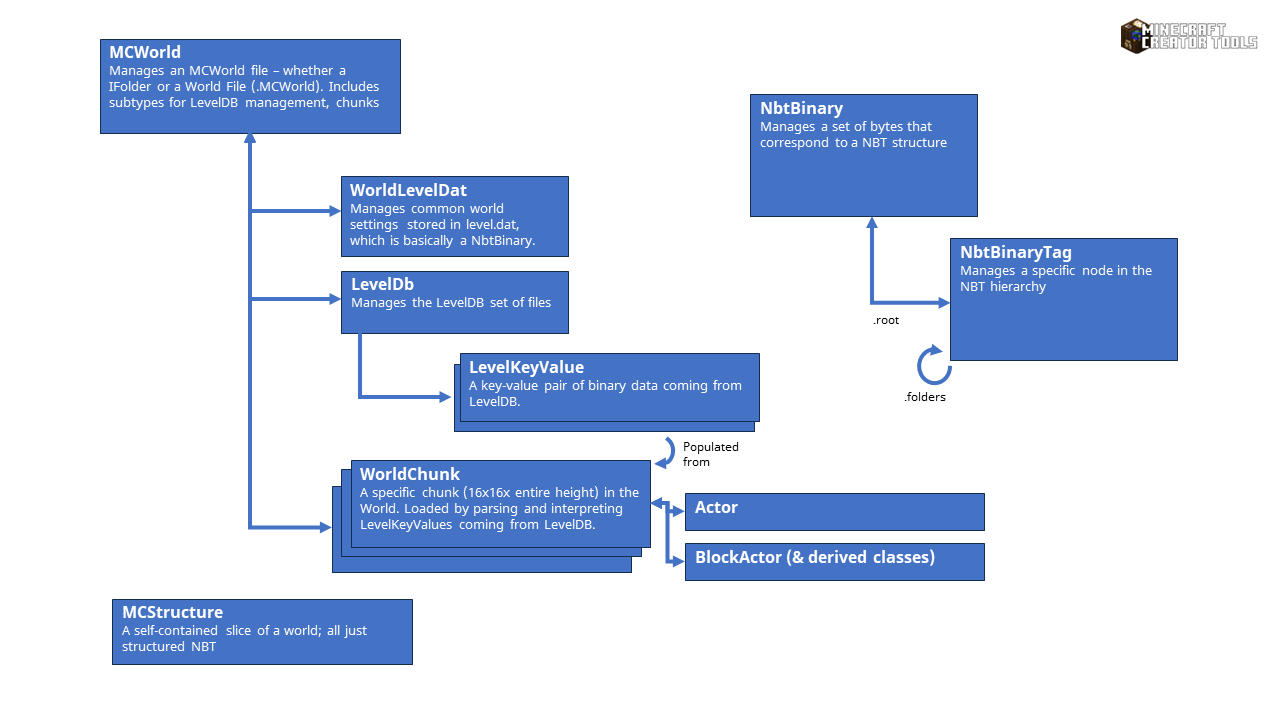 MINECRAFT
CREATOR TOOLS
MCWorld
Manages an MCWorld file – whether a
IFolder or a World File (.MCWorld). Includes
subtypes for LevelDB management, chunks
NbtBinary
Manages a set of bytes that
correspond to a NBT structure
WorldLevelDat
Manages common world
settings stored in level.dat,
which is basically a NbtBinary.
NbtBinaryTag
Manages a specific node in the
NBT hierarchy
LevelDb
Manages the LevelDB set of files
.root
LevelKeyValue
A key-value pair of binary data coming from
LevelDB.
.folders
Populated
from
WorldChunk
A specific chunk (16x16x entire height) in the
World. Loaded by parsing and interpreting
LevelKeyValues coming from LevelDB.
Actor
BlockActor (& derived classes)
MCStructure
A self-contained slice of a world; all just
structured NBT